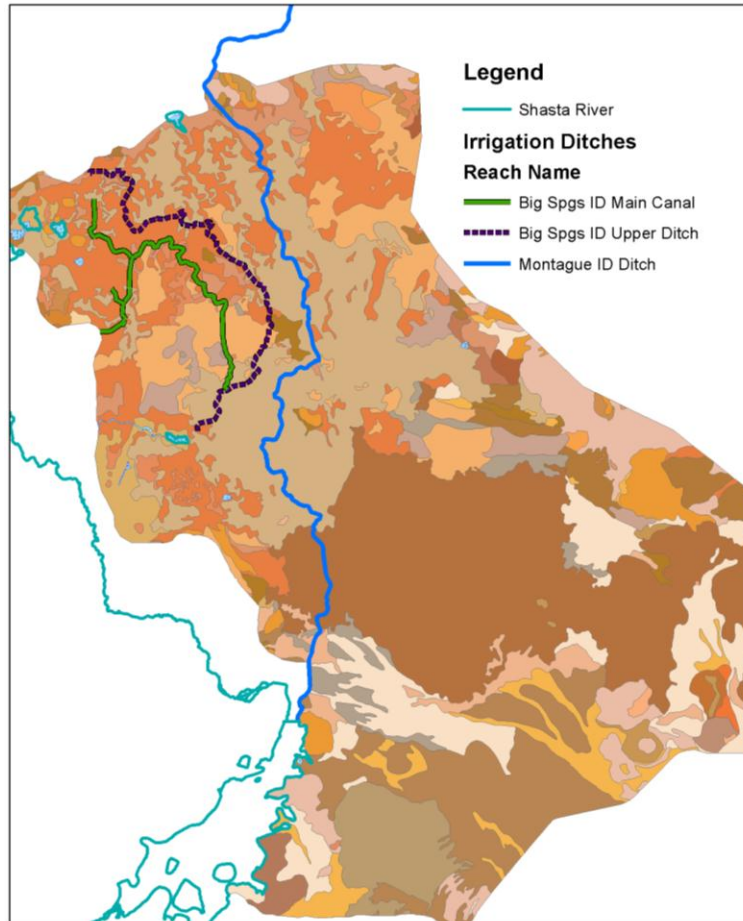 Legend
Shasta River
Irrigation Ditches
Reach Name
Big Spgs ID Main Canal
Big Spgs ID Upper Ditch
Montague ID Ditch